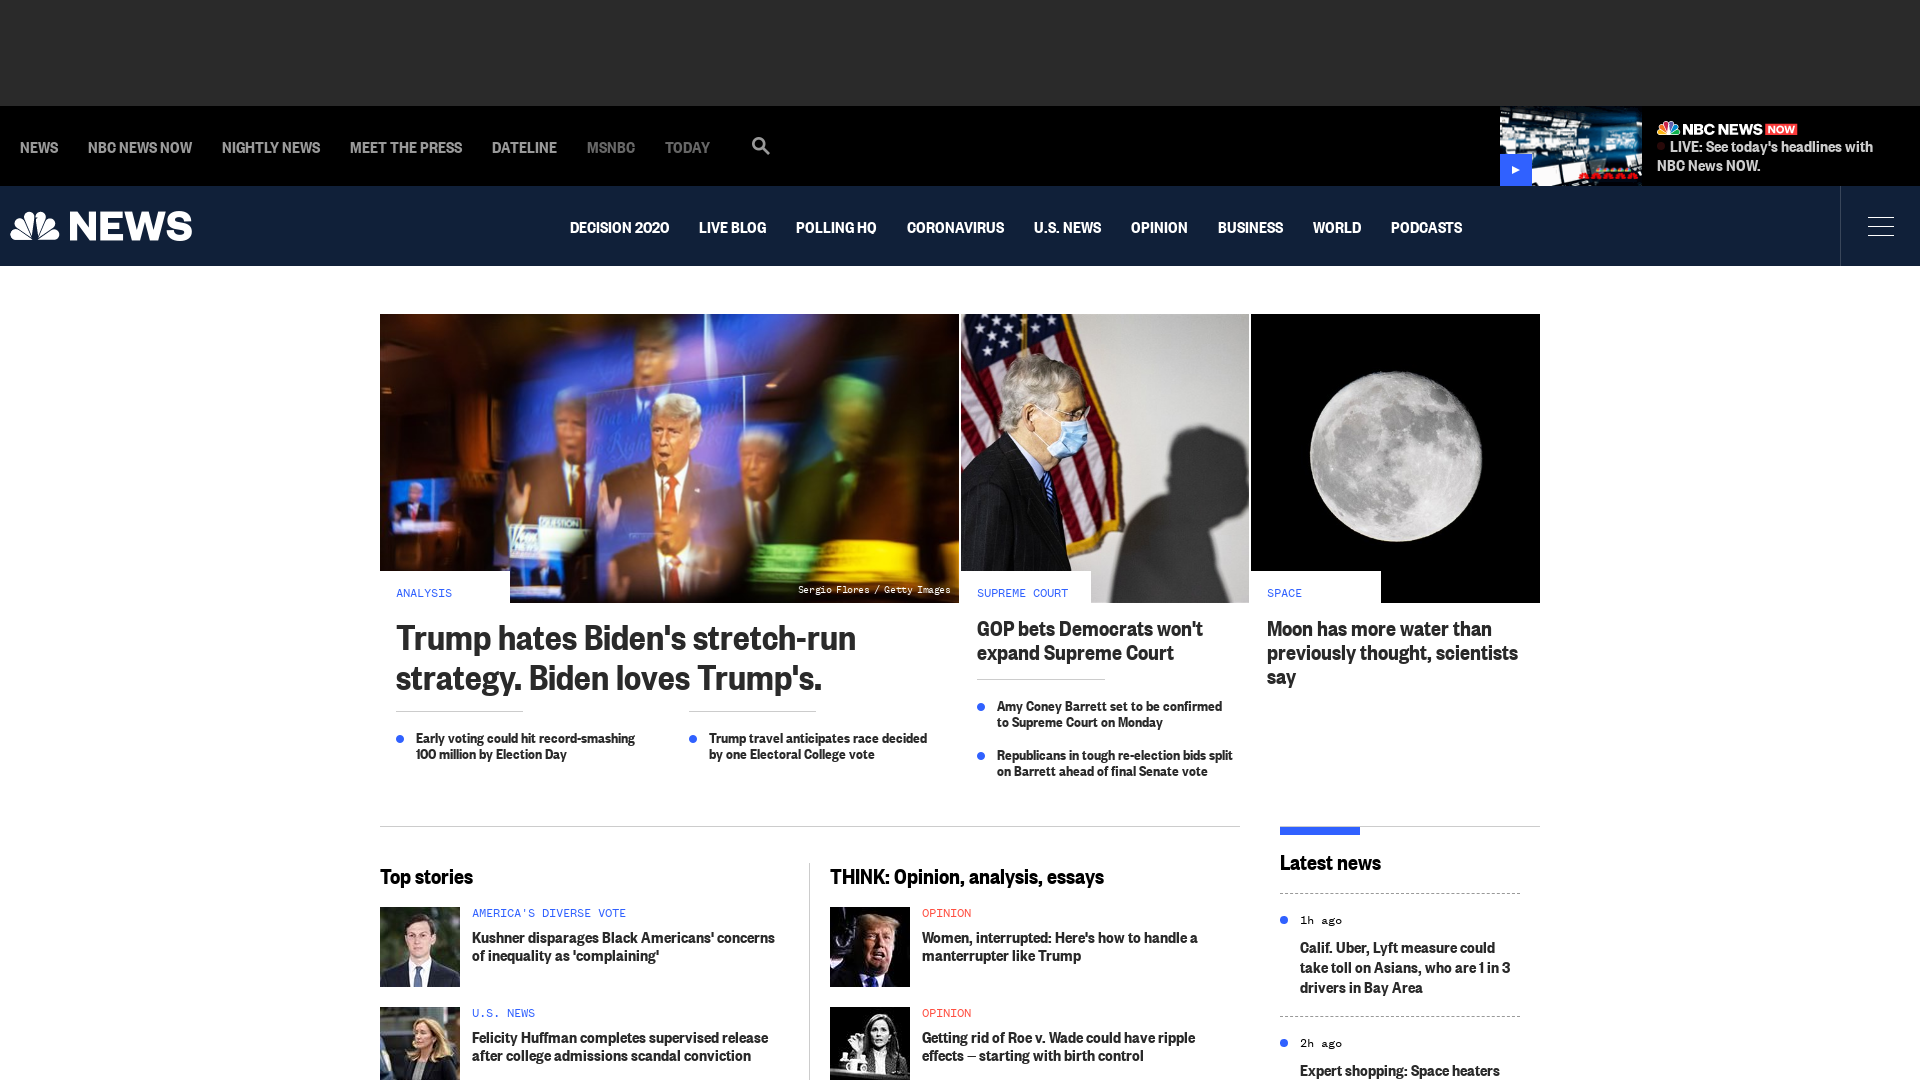 NEWS NBC NEWS NOW NIGHTLY NEWS MEET THE PRESS DATELINE MSNBC TODAY
NBC NEWS NOW
LIVE: See today's headlines with
NBC News NOW.
NEWS
DECISION 2020 LIVE BLOG POLLING HQ CORONAVIRUS U.S. NEWS OPINION BUSINESS WORLD PODCASTS
QUESTION
FOX
NEWS
Sergio Flores / Getty Images
ANALYSIS
Trump hates Biden's stretch-run
strategy. Biden loves Trump's.
Early voting could hit record-smashing
100 million by Election Day
Trump travel anticipates race decided
by one Electoral College vote
SUPREME COURT
GOP bets Democrats won't
expand Supreme Court
Amy Coney Barrett set to be confirmed
to Supreme Court on Monday
Republicans in tough re-election bids split
on Barrett ahead of final Senate vote
SPACE
Moon has more water than
previously thought, scientists
say
Top stories
AMERICA'S DIVERSE VOTE
Kushner disparages Black Americans' concerns
of inequality as 'complaining'
U.S. NEWS
Felicity Huffman completes supervised release
after college admissions scandal conviction
THINK: Opinion, analysis, essays
OPINION
Women, interrupted: Here's how to handle a
manterrupter like Trump
OPINION
Getting rid of Roe v. Wade could have ripple
effects — starting with birth control
Latest news
1h ago
Calif. Uber, Lyft measure could
take toll on Asians, who are 1 in 3
drivers in Bay Area
2h ago
Expert shopping: Space heaters